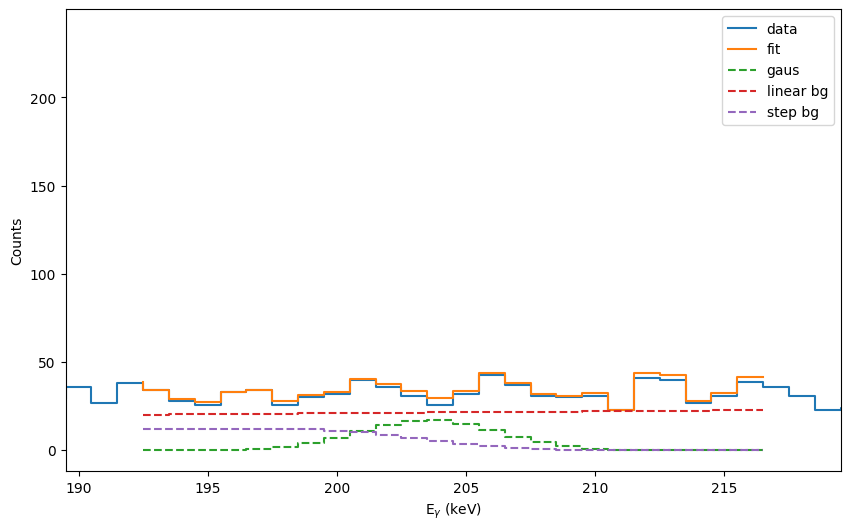 data
fit
gaus
linear bg
step bg
200
150
100
50
0
Counts
190 195 200 205 210 215
Eγ (keV)